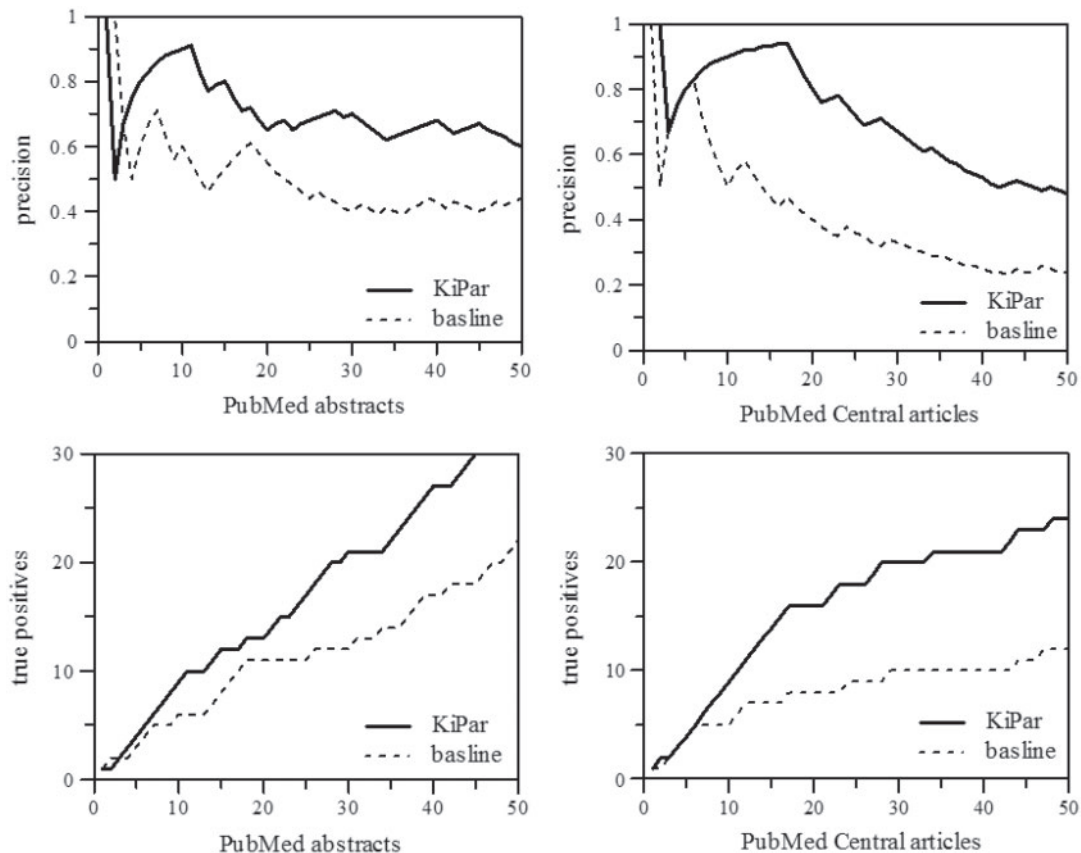 1
0.8
0.6
0.4
0.2
0
precision
KiPar
basline
0 10 20 30 40 50
PubMed abstracts
1
0.8
0.6
0.4
0.2
0
precision
KiPar
basline
0 10 20 30 40 50
PubMed Central articles
30
20
10
0
true positives
KiPar
basline
0 10 20 30 40 50
PubMed abstracts
30
20
10
0
true positives
KiPar
basline
0 10 20 30 40 50
PubMed Central articles